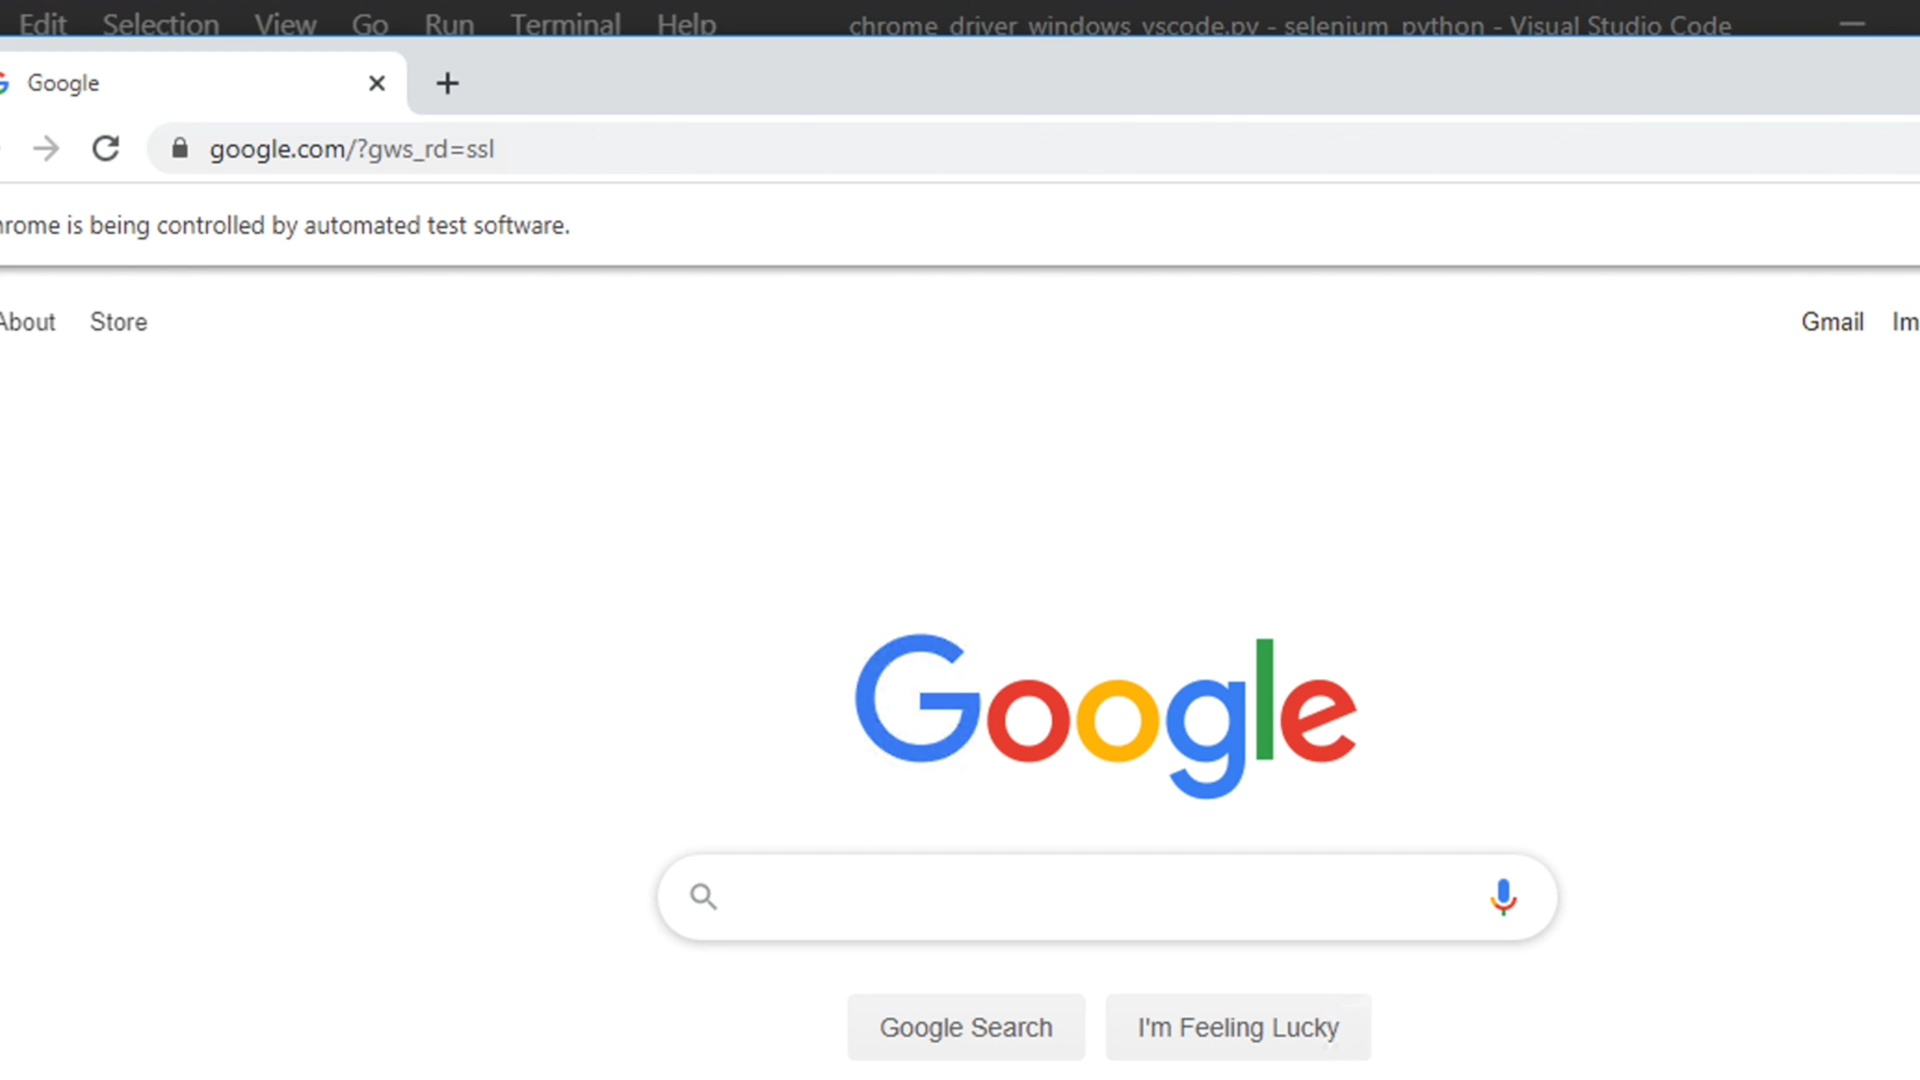 Edit Selection View Go Run Terminal Help chrome_driver_windows_vscode.py - selenium_python - Visual Studio Code
Google
google.com/?gws_rd=ssl
hrome is being controlled by automated test software.
About Store Gmail Im
Google
Google Search I'm Feeling Lucky